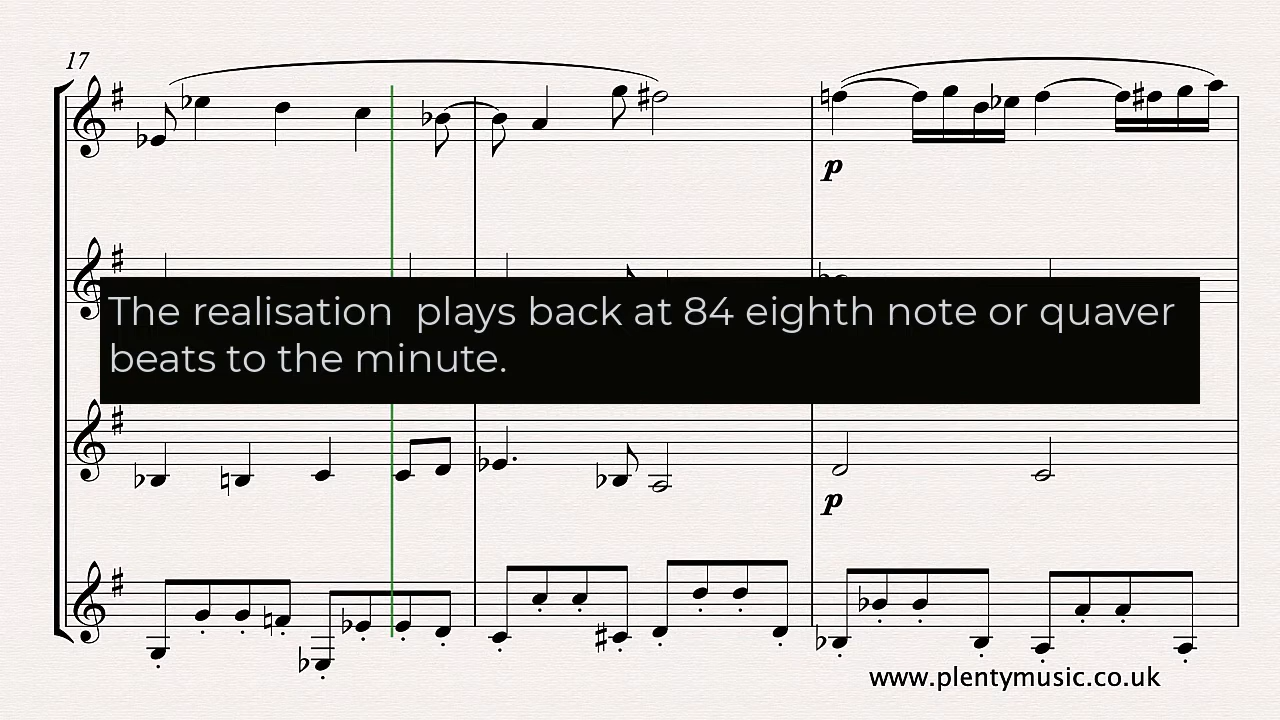 17
p
The realisation  plays back at 84 eighth note or quaver
beats to the minute.
p
www.plentymusic.co.uk